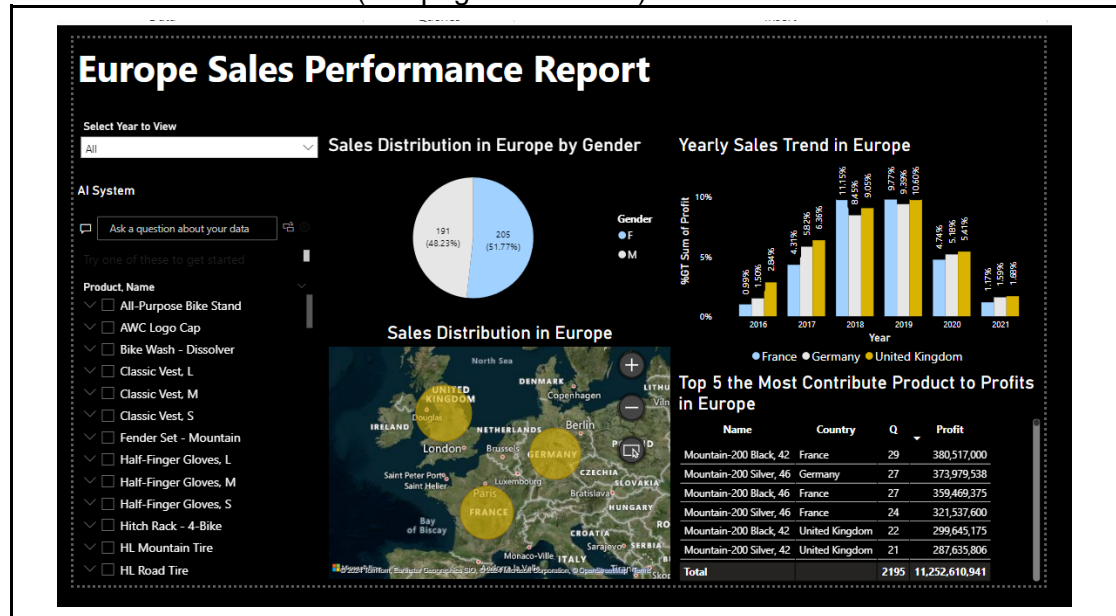 Europe Sales Performance Report
Select Year to View
All
AI System
Ask a question about your data
Try one of these to get started
Product, Name
All-Purpose Bike Stand
AWC Logo Cap
Bike Wash - Dissolver
Classic Vest, L
Classic Vest, M
Classic Vest, S
Fender Set - Mountain
Half-Finger Gloves, L
Half-Finger Gloves, M
Half-Finger Gloves, S
Hitch Rack - 4-Bike
HL Mountain Tire
HL Road Tire
Sales Distribution in Europe by Gender
191
(48.23%)
205
(51.77%)
Gender
F
M
Sales Distribution in Europe
North Sea
UNITED
KINGDOM
DENMARK
Copenhagen
LITHU
Viln
Douglas
IRELAND
NETHERLANDS
Berlin
London
Brussels
GERMANY
Saint Peter Port
Saint Helier
Luxembourg
CZECHIA
SLOVAKIA
Paris
Bratislava
FRANCE
HUNGARY
Bay
of Biscay
RO
CROATIA
Sarajevo
SERBIA
Monaco-Ville
ITALY
Yearly Sales Trend in Europe
%GT Sum of Profit
10%
5%
0%
0.99%
1.50%
2.84%
4.31%
5.82%
6.36%
11.15%
8.45%
9.05%
9.77%
9.39%
10.60%
4.74%
5.18%
5.41%
1.17%
1.59%
1.68%
2016 2017 2018 2019 2020 2021
Year
France Germany United Kingdom
Top 5 the Most Contribute Product to Profits
in Europe
Name Country Q Profit
Mountain-200 Black, 42 France 29 380,517,000
Mountain-200 Silver, 46 Germany 27 373,979,538
Mountain-200 Black, 46 France 27 359,469,375
Mountain-200 Silver, 46 France 24 321,537,600
Mountain-200 Black, 42 United Kingdom 22 299,645,175
Mountain-200 Silver, 42 United Kingdom 21 287,635,806
Total 2195 11,252,610,941